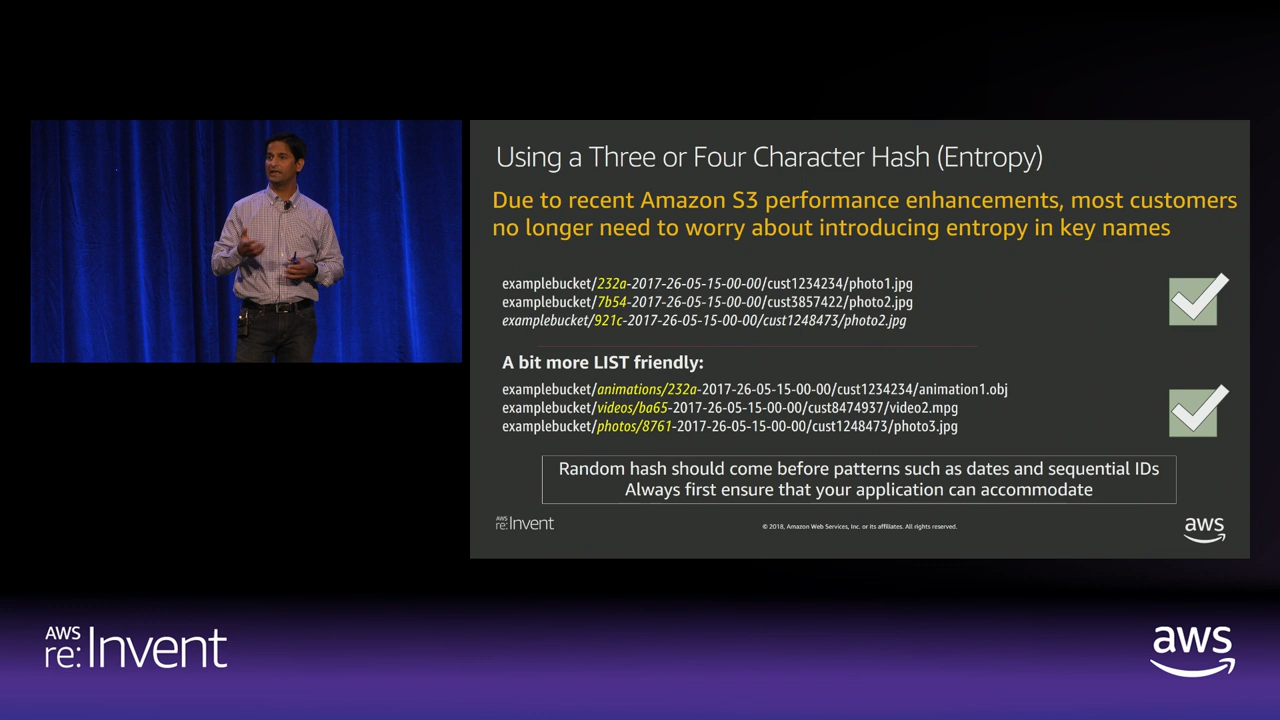 Using a Three or Four Character Hash (Entropy)
Due to recent Amazon S3 performance enhancements, most customers
no longer need to worry about introducing entropy in key names
examplebucket/232a-2017-26-05-15-00-00/cust1234234/photo1.jpg
examplebucket/7b54-2017-26-05-15-00-00/cust3857422/photo2.jpg
examplebucket/921c-2017-26-05-15-00-00/cust1248473/photo2.jpg
A bit more LIST friendly:
examplebucket/animations/232a-2017-26-05-15-00-00/cust1234234/animation1.obj
examplebucket/videos/ba65-2017-26-05-15-00-00/cust8474937/video2.mpg
examplebucket/photos/8761-2017-26-05-15-00-00/cust1248473/photo3.jpg
Random hash should come before patterns such as dates and sequential IDs
Always first ensure that your application can accommodate
AWS
re:Invent
© 2018, Amazon Web Services, Inc. or its affiliates. All rights reserved.
aws
AWS
re:Invent
aws